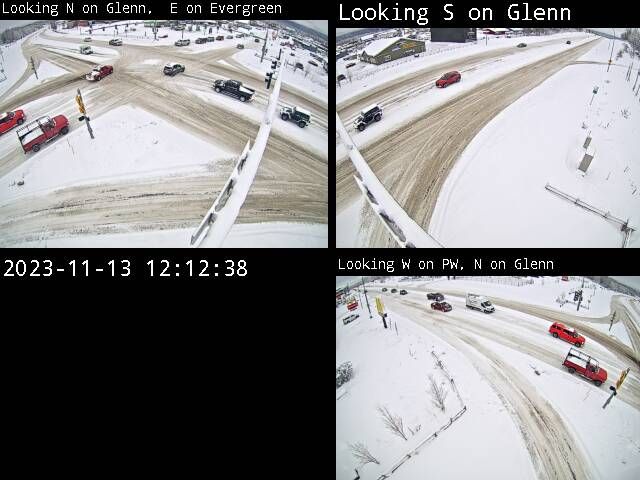 Looking N on Glenn, E on Evergreen
Looking S on Glenn
2023-11-13 12:12:38
Looking W on PW, N on Glenn